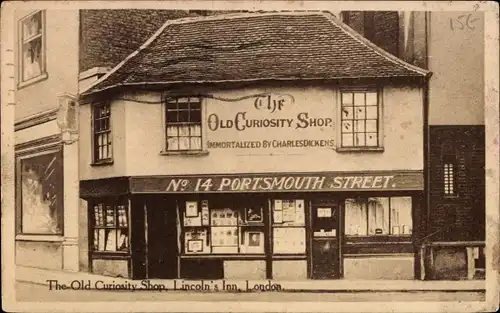 15E
The
Old Curiosity Shop.
IMMORTALIZED BY CHARLES DICKENS.
No 14 PORTSMOUTH STREET.
The Old Curiosity Shop, Lincoln's Inn, London.